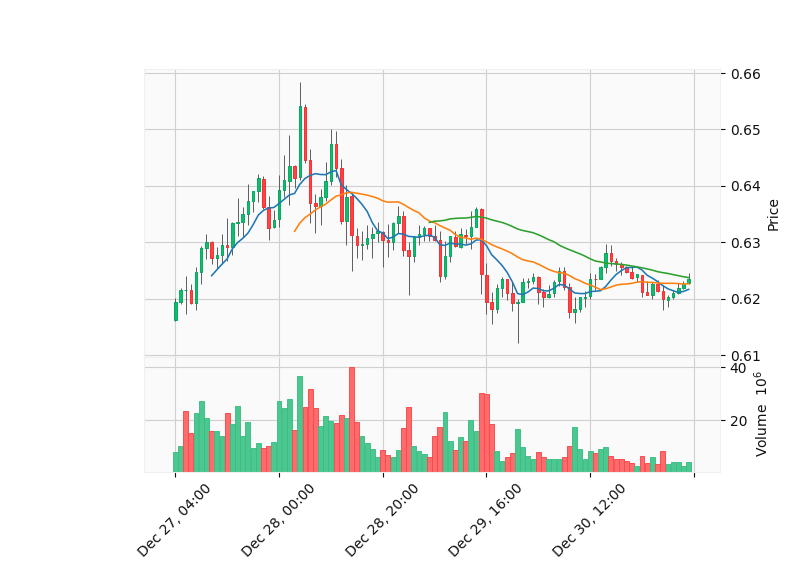 0.66
0.65
0.64
0.63
0.62
0.61
Price
40
20
Volume 10^6
Dec 27, 04:00
Dec 28, 00:00
Dec 28, 20:00
Dec 29, 16:00
Dec 30, 12:00